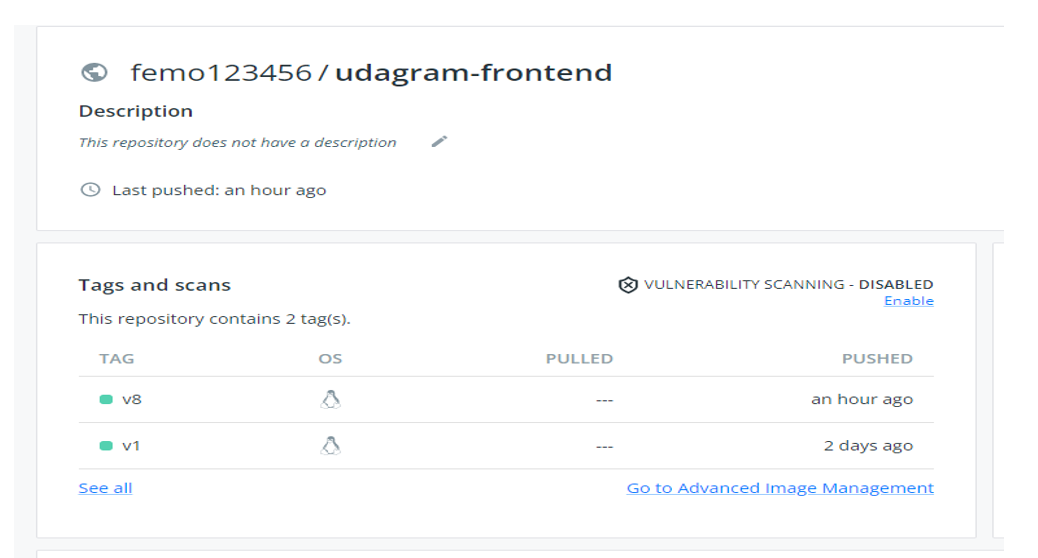 femo123456 / udagram-frontend
Description
This repository does not have a description
Last pushed: an hour ago
Tags and scans
VULNERABILITY SCANNING - DISABLED
Enable
This repository contains 2 tag(s).
TAG OS PULLED PUSHED
v8 --- an hour ago
v1 --- 2 days ago
See all Go to Advanced Image Management